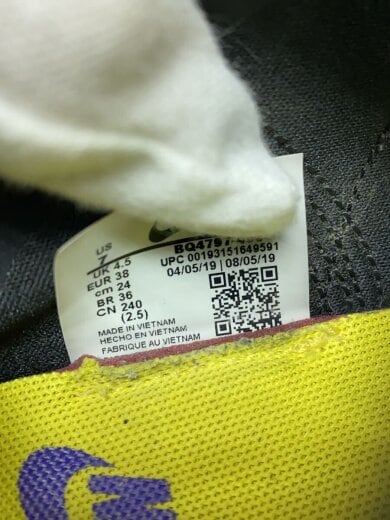 US 7
UK 4.5
EUR 38
cm 24
BR 36
CN 240
(2.5)
UPC 00193151649591
04/05/19 | 08/05/19
MADE IN VIETNAM
HECHO EN VIETNAM
FABRIQUE AU VIETNAM